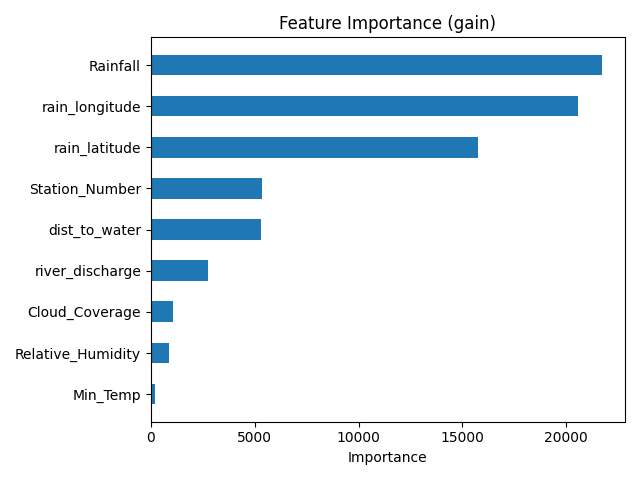 Feature Importance (gain)
Rainfall
rain_longitude
rain_latitude
Station_Number
dist_to_water
river_discharge
Cloud_Coverage
Relative_Humidity
Min_Temp
0 5000 10000 15000 20000
Importance